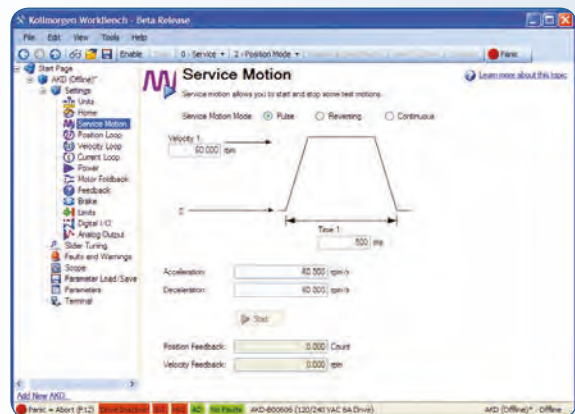 Kollmorgen WorkBench - Beta Release
File Edit View Tools Help
Enable 0 - Service 2 - Position Mode Panic
Start Page
AKD (Offline)*
Settings
Units
Home
Service Motion
Position Loop
Velocity Loop
Current Loop
Power
Motor Foldback
Feedback
Brake
Limits
Digital I/O
Analog Output
Slider Tuning
Faults and Warnings
Scope
Parameter Load/Save
Parameters
Terminal
Add New AKD...
Service Motion
Learn more about this topic
Service motion allows you to start and stop some test motions.
Service Motion Mode: Pulse Reversing Continuous
Velocity 1:
60.000 rpm
Time 1:
500 ms
Acceleration: 60.000 rpm/s
Deceleration: 60.000 rpm/s
Start
Position Feedback: 0.000 Count
Velocity Feedback: 0.000 rpm
Panic = Abort (F12) Drive Inactive No Faults AKD-B00606 (120/240 VAC 6A Drive) AKD (Offline)* - Offline